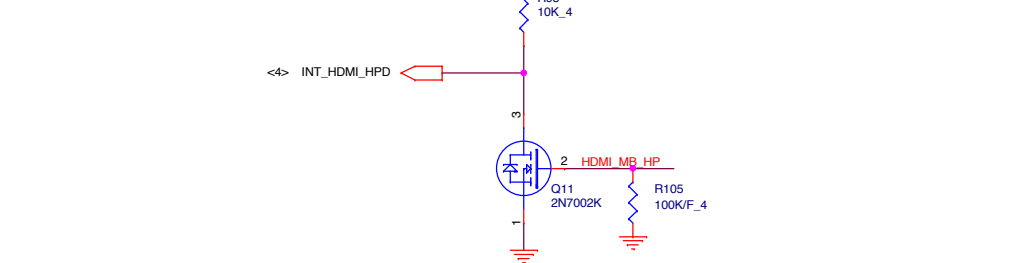 10K_4
<4> INT_HDMI_HPD
3
2 HDMI_MB_HP
Q11
2N7002K
R105
100K/F_4
1